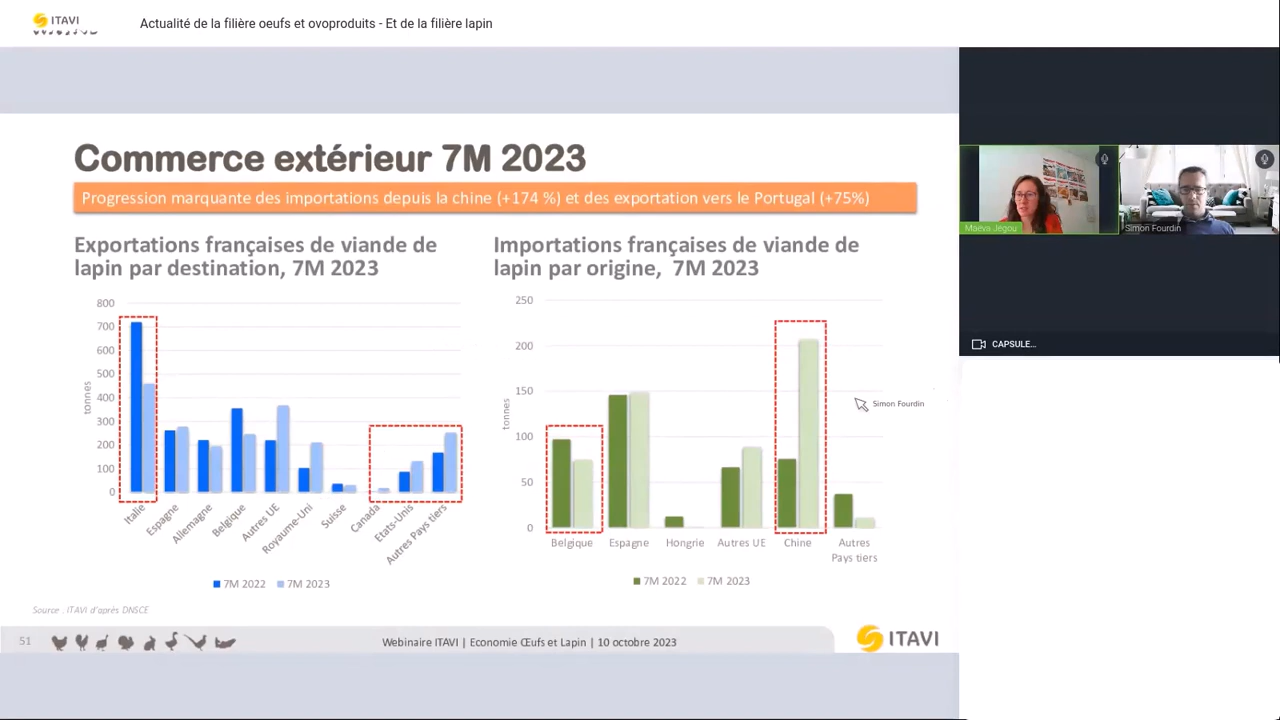 ITAVI
Actualité de la filière oeufs et ovoproduits - Et de la filière lapin
Commerce extérieur 7M 2023
Progression marquante des importations depuis la chine (+174 %) et des exportation vers le Portugal (+75%)
Exportations françaises de viande de
lapin par destination, 7M 2023
800
700
600
500
400
300
200
100
0
tonnes
Italie
Espagne
Allemagne
Belgique
Autres UE
Royaume-Uni
Suisse
Canada
Etats-Unis
Autres Pays tiers
7M 2022 7M 2023
Importations françaises de viande de
lapin par origine, 7M 2023
250
200
150
100
50
0
tonnes
Belgique
Espagne
Hongrie
Autres UE
Chine
Autres
Pays tiers
7M 2022 7M 2023
Simon Fourdin
Source : ITAVI d'après DNSCE
51
Webinaire ITAVI | Economie Œufs et Lapin | 10 octobre 2023
ITAVI
Maëva Jégou
Simon Fourdin
CAPSULE...